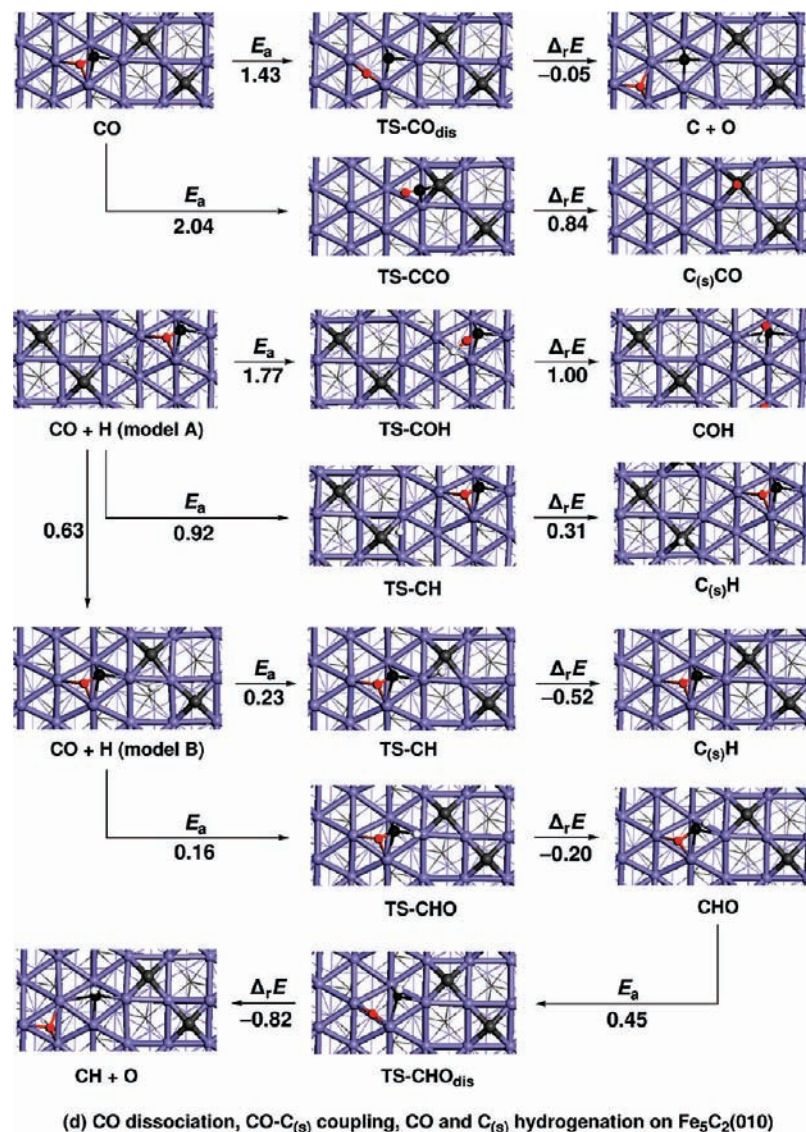 Eₐ
1.43
ΔᵣE
−0.05
CO
TS-CO_dis
C + O
Eₐ
2.04
ΔᵣE
0.84
TS-CCO
C₍ₛ₎CO
Eₐ
1.77
ΔᵣE
1.00
CO + H (model A)
TS-COH
COH
0.63
Eₐ
0.92
ΔᵣE
0.31
TS-CH
C₍ₛ₎H
Eₐ
0.23
ΔᵣE
−0.52
CO + H (model B)
TS-CH
C₍ₛ₎H
Eₐ
0.16
ΔᵣE
−0.20
TS-CHO
CHO
ΔᵣE
−0.82
Eₐ
0.45
CH + O
TS-CHO_dis
(d) CO dissociation, CO-C₍ₛ₎ coupling, CO and C₍ₛ₎ hydrogenation on Fe₅C₂(010)